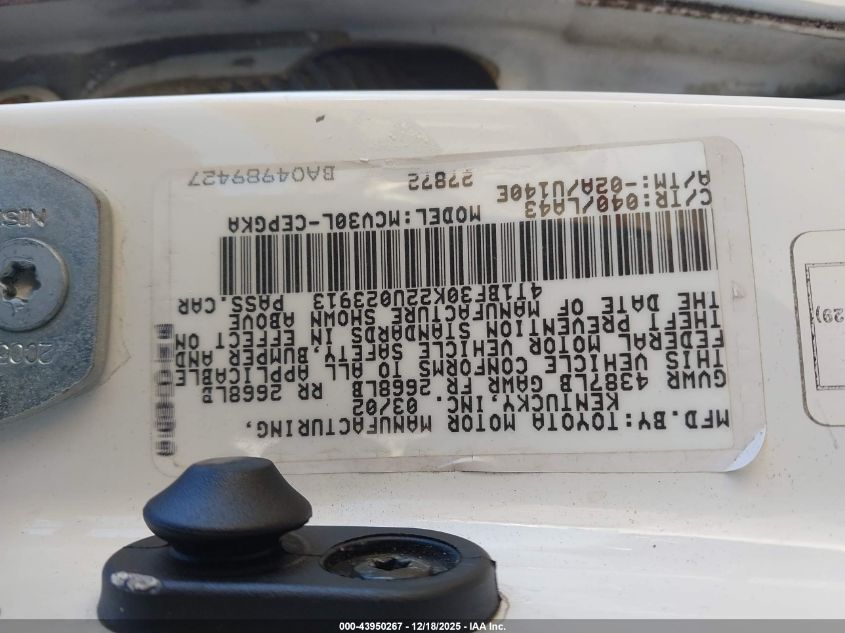 MFD. BY: TOYOTA MOTOR MANUFACTURING,
KENTUCKY, INC. 03/02
GVWR 4387LB GAWR FR 2668LB RR 2668LB
THIS VEHICLE CONFORMS TO ALL APPLICABLE
FEDERAL MOTOR VEHICLE SAFETY, BUMPER, AND
THEFT PREVENTION STANDARDS IN EFFECT ON
THE DATE OF MANUFACTURE SHOWN ABOVE
4T1BF30K22U023913 PASS. CAR
MODEL: MCV30L-CEPGKA
C/TR: 040/LA43
A/TM: -02A/U140E
27872
BA04989427
29)
000-43950267 - 12/18/2025 - IAA Inc.